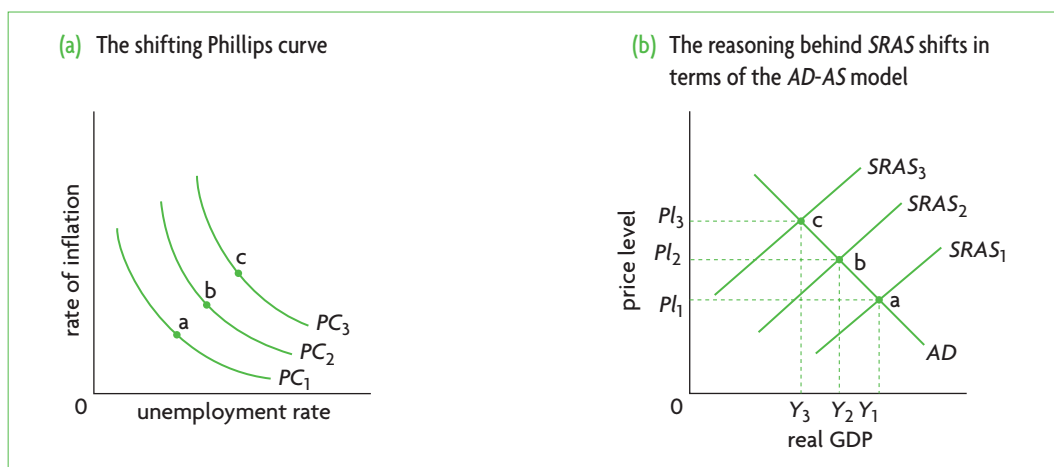 (a) The shifting Phillips curve
rate of inflation
c
b
a
PC3
PC2
PC1
0
unemployment rate
(b) The reasoning behind SRAS shifts in
terms of the AD-AS model
price level
SRAS3
SRAS2
SRAS1
Pl3
c
Pl2
b
Pl1
a
AD
0
Y3 Y2 Y1
real GDP